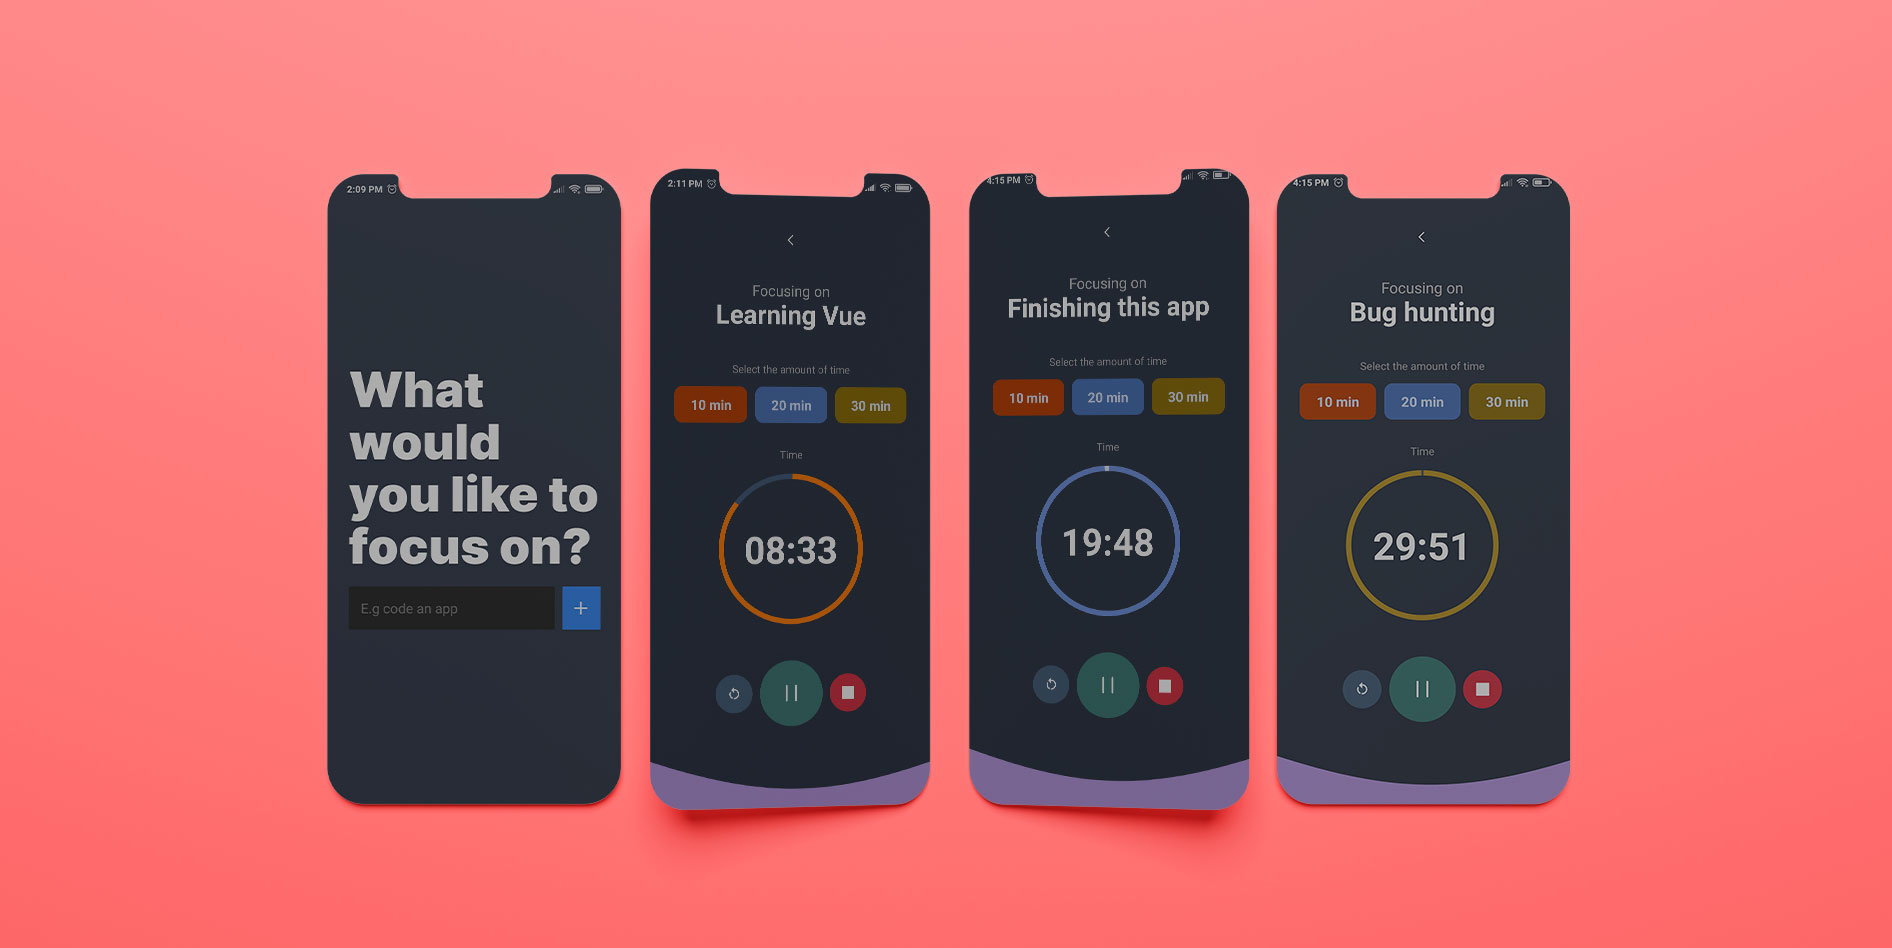 2:09 PM
What
would
you like to
focus on?
E.g code an app
+
2:11 PM
Focusing on
Learning Vue
Select the amount of time
10 min
20 min
30 min
Time
08:33
4:15 PM
Focusing on
Finishing this app
Select the amount of time
10 min
20 min
30 min
Time
19:48
4:15 PM
Focusing on
Bug hunting
Select the amount of time
10 min
20 min
30 min
Time
29:51